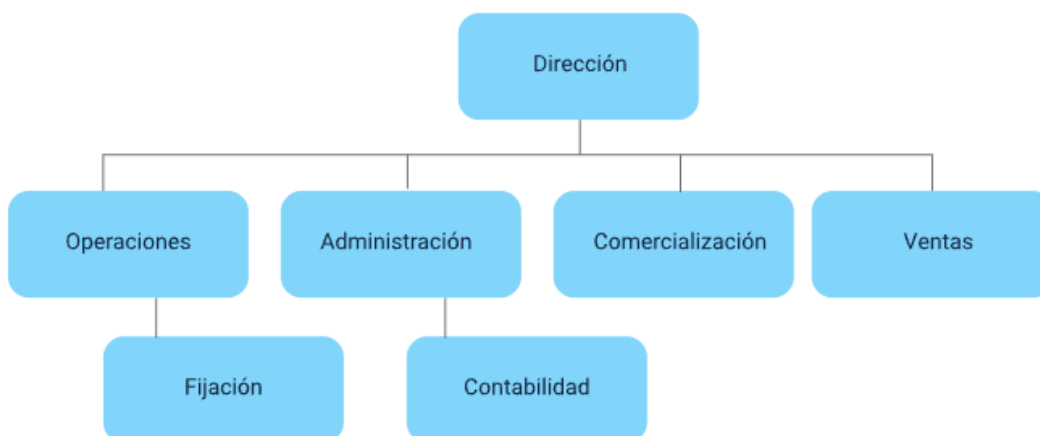 Dirección
Operaciones
Administración
Comercialización
Ventas
Fijación
Contabilidad